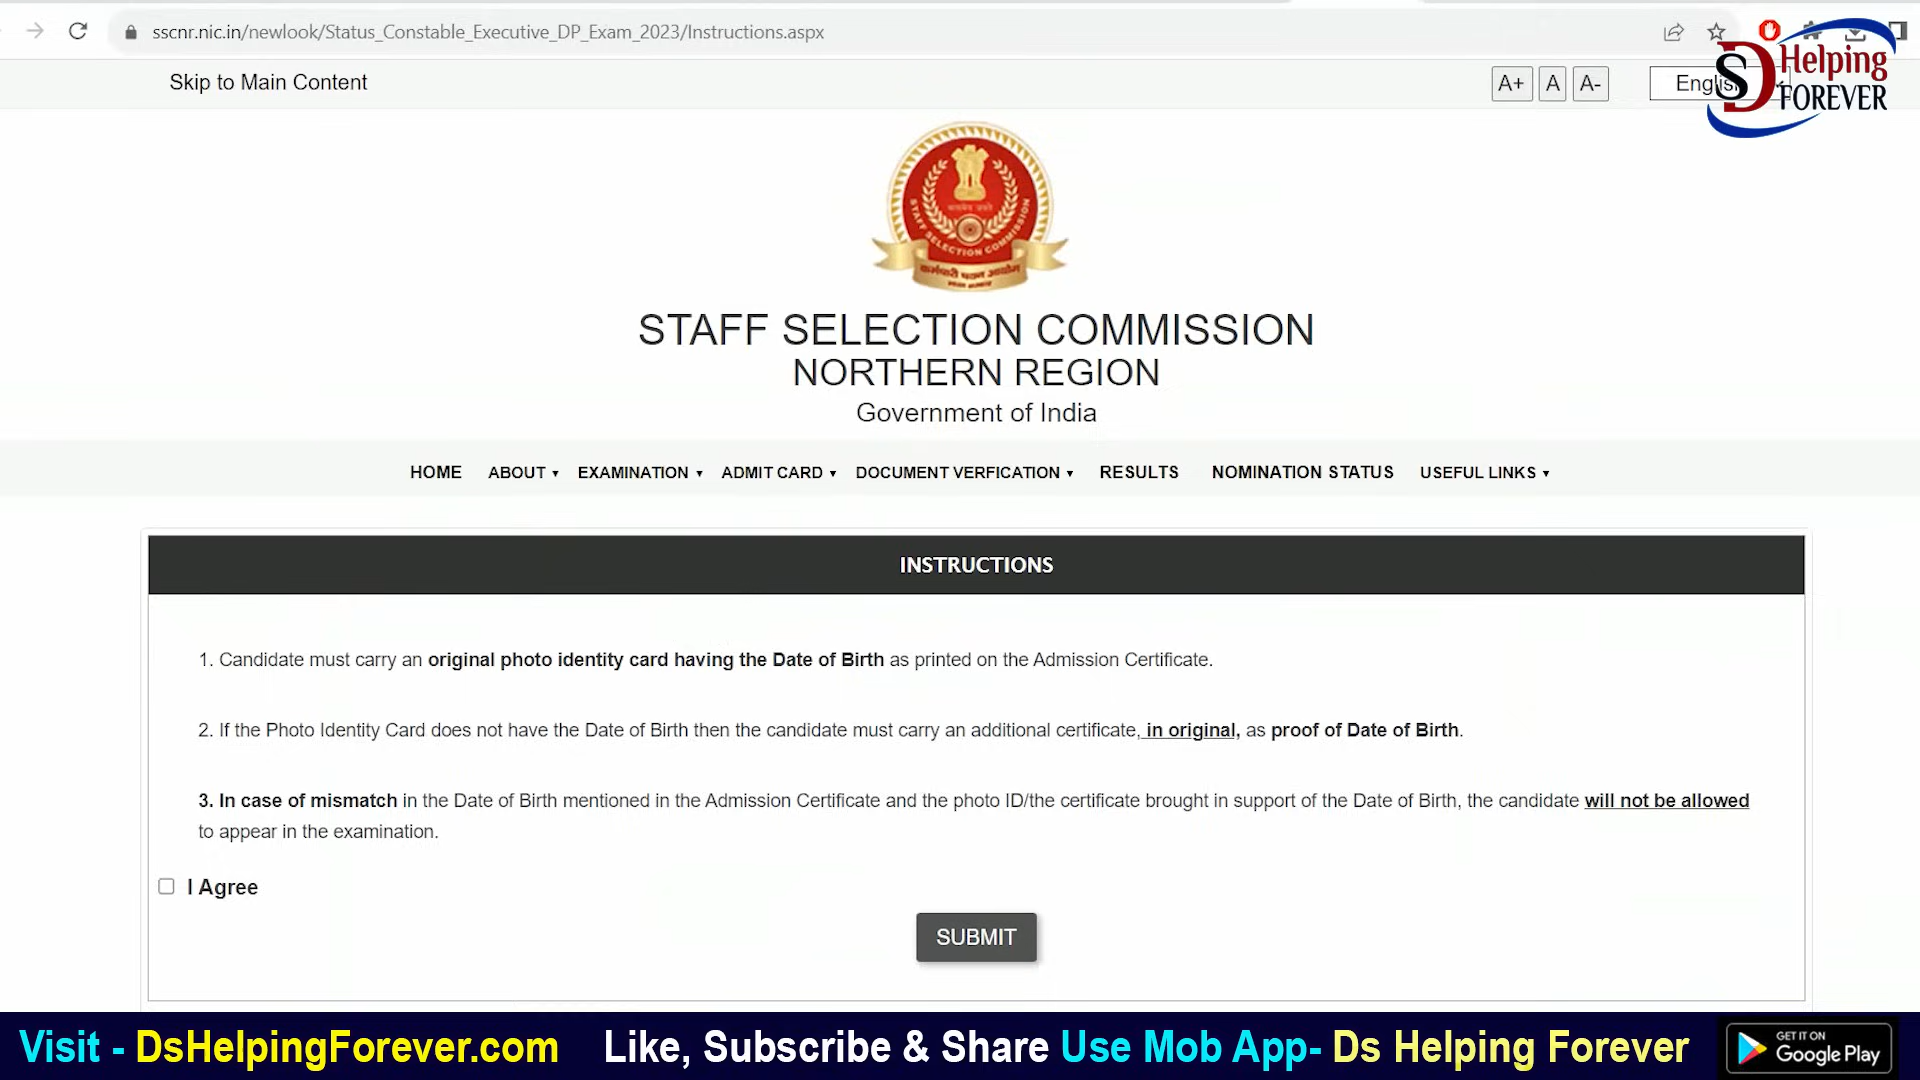 sscnr.nic.in/newlook/Status_Constable_Executive_DP_Exam_2023/Instructions.aspx
Skip to Main Content
A+ A A-
English
DS Helping
FOREVER
STAFF SELECTION COMMISSION
STAFF SELECTION COMMISSION
NORTHERN REGION
Government of India
HOME ABOUT ▾ EXAMINATION ▾ ADMIT CARD ▾ DOCUMENT VERFICATION ▾ RESULTS NOMINATION STATUS USEFUL LINKS ▾
INSTRUCTIONS
1. Candidate must carry an original photo identity card having the Date of Birth as printed on the Admission Certificate.
2. If the Photo Identity Card does not have the Date of Birth then the candidate must carry an additional certificate, in original, as proof of Date of Birth.
3. In case of mismatch in the Date of Birth mentioned in the Admission Certificate and the photo ID/the certificate brought in support of the Date of Birth, the candidate will not be allowed
to appear in the examination.
I Agree
SUBMIT
Visit - DsHelpingForever.com Like, Subscribe & Share Use Mob App- Ds Helping Forever
GET IT ON
Google Play